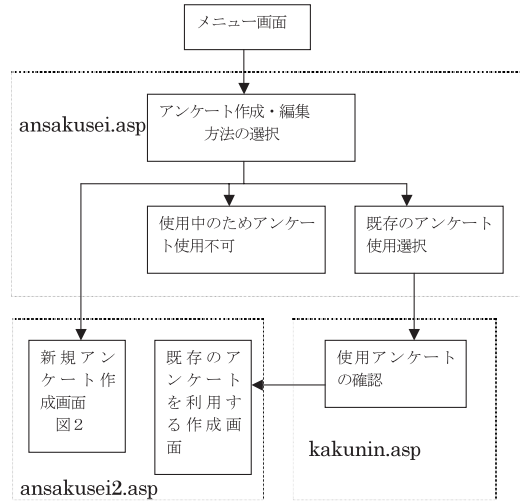 メニュー画面
ansakusei.asp
アンケート作成・編集
方法の選択
使用中のためアンケー
ト使用不可
既存のアンケート
使用選択
新規アン
ケート作
成画面
図2
既存のア
ンケート
を利用す
る作成画
面
使用アンケート
の確認
kakunin.asp
ansakusei2.asp